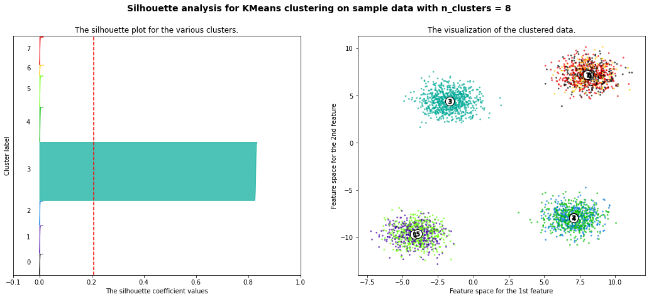 Silhouette analysis for KMeans clustering on sample data with n_clusters = 8
The silhouette plot for the various clusters.
Cluster label
7
6
5
4
3
2
1
0
-0.1 0.0 0.2 0.4 0.6 0.8 1.0
The silhouette coefficient values
The visualization of the clustered data.
Feature space for the 2nd feature
10
5
0
-5
-10
3
-7.5 -5.0 -2.5 0.0 2.5 5.0 7.5 10.0
Feature space for the 1st feature